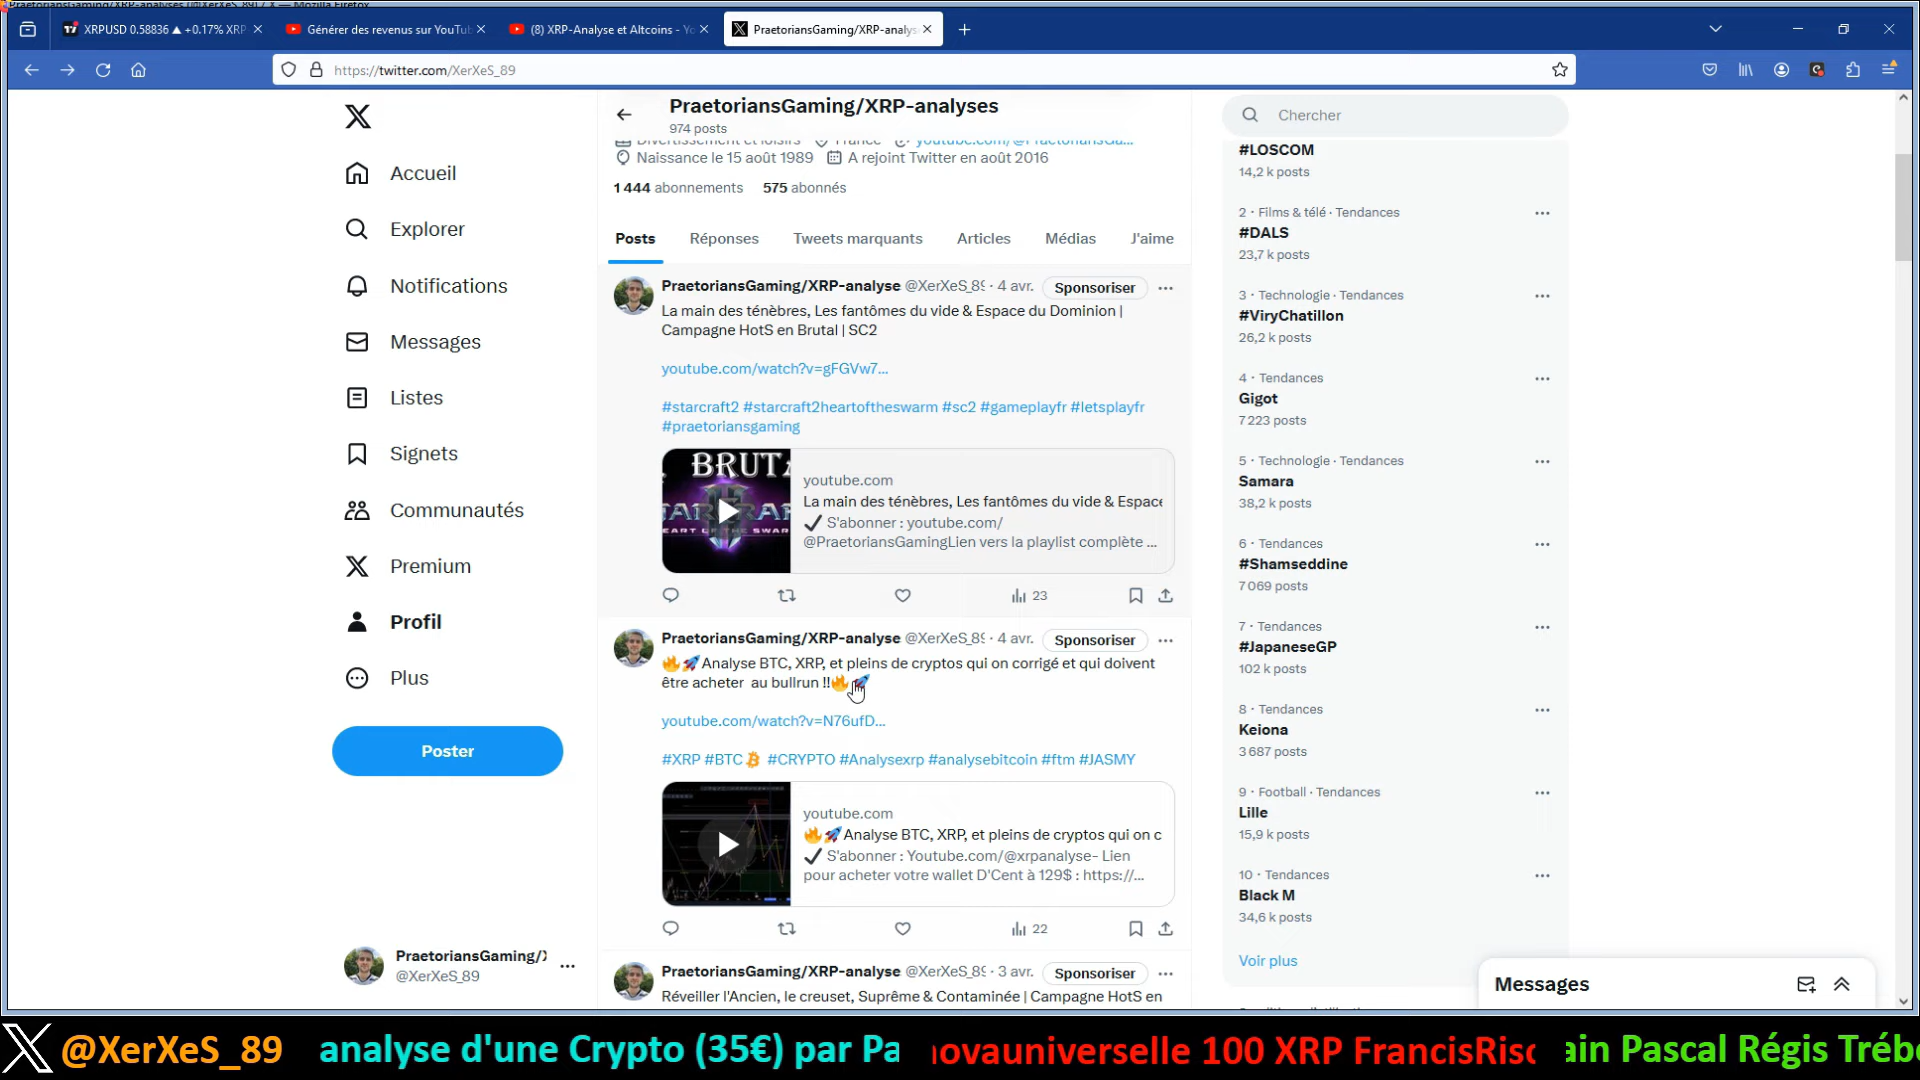 PraetoriansGaming/XRP-analyses (@XerXeS_89) / X — Mozilla Firefox
XRPUSD 0.58836 ▲ +0.17% XRP
Générer des revenus sur YouTub
(8) XRP-Analyse et Altcoins - Yo
PraetoriansGaming/XRP-analys
https://twitter.com/XerXeS_89
Accueil
Explorer
Notifications
Messages
Listes
Signets
Communautés
Premium
Profil
Plus
Poster
PraetoriansGaming/X
@XerXeS_89
PraetoriansGaming/XRP-analyses
974 posts
Divertissement et loisirs France youtube.com/@PraetoriansGa...
Naissance le 15 août 1989 A rejoint Twitter en août 2016
1 444 abonnements 575 abonnés
Posts Réponses Tweets marquants Articles Médias J'aime
PraetoriansGaming/XRP-analyse @XerXeS_89 · 4 avr. Sponsoriser
La main des ténèbres, Les fantômes du vide & Espace du Dominion |
Campagne HotS en Brutal | SC2
youtube.com/watch?v=gFGVw7...
#starcraft2 #starcraft2heartoftheswarm #sc2 #gameplayfr #letsplayfr
#praetoriansgaming
BRUTA
youtube.com
La main des ténèbres, Les fantômes du vide & Espace
S'abonner : youtube.com/
@PraetoriansGamingLien vers la playlist complète ...
23
PraetoriansGaming/XRP-analyse @XerXeS_89 · 4 avr. Sponsoriser
🔥🚀Analyse BTC, XRP, et pleins de cryptos qui on corrigé et qui doivent
être acheter au bullrun !!🔥🚀
youtube.com/watch?v=N76ufD...
#XRP #BTC #CRYPTO #Analysexrp #analysebitcoin #ftm #JASMY
youtube.com
🔥🚀Analyse BTC, XRP, et pleins de cryptos qui on c
S'abonner : Youtube.com/@xrpanalyse- Lien
pour acheter votre wallet D'Cent à 129$ : https://...
22
PraetoriansGaming/XRP-analyse @XerXeS_89 · 3 avr. Sponsoriser
Réveiller l'Ancien, le creuset, Suprême & Contaminée | Campagne HotS en
Chercher
#LOSCOM
14,2 k posts
2 · Films & télé · Tendances
#DALS
23,7 k posts
3 · Technologie · Tendances
#ViryChatillon
26,2 k posts
4 · Tendances
Gigot
7 223 posts
5 · Technologie · Tendances
Samara
38,2 k posts
6 · Tendances
#Shamseddine
7 069 posts
7 · Tendances
#JapaneseGP
102 k posts
8 · Tendances
Keiona
3 687 posts
9 · Football · Tendances
Lille
15,9 k posts
10 · Tendances
Black M
34,6 k posts
Voir plus
Messages
@XerXeS_89 analyse d'une Crypto (35€) par Pa novauniverselle 100 XRP FrancisRisc ain Pascal Régis Trébo